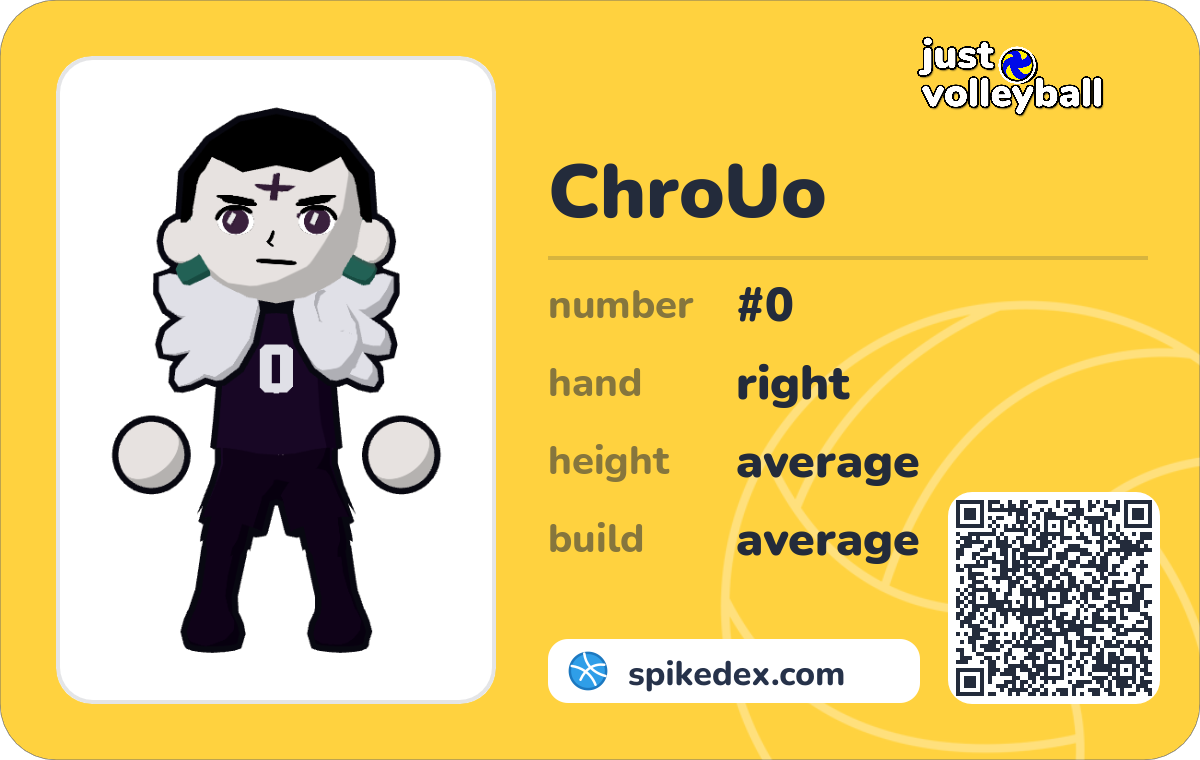 just
volleyball
ChroUo
number #0
hand right
height average
build average
0
spikedex.com